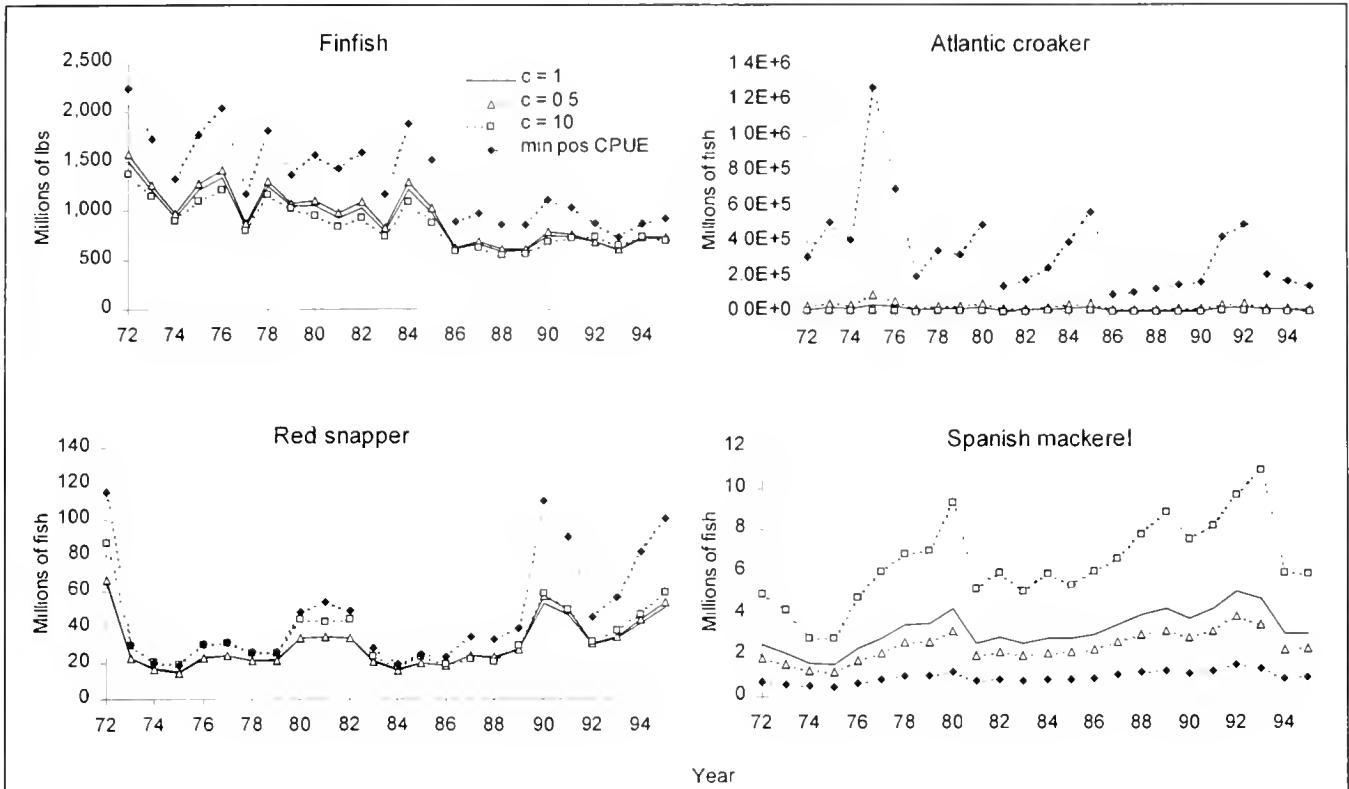 Finfish
2,500
2,000
1,500
1,000
500
0
Millions of lbs
72 74 76 78 80 82 84 86 88 90 92 94
c = 1
c = 0 5
c = 10
min pos CPUE
Atlantic croaker
1 4E+6
1 2E+6
1 0E+6
8 0E+5
6 0E+5
4 0E+5
2 0E+5
0 0E+0
Millions of fish
72 74 76 78 80 82 84 86 88 90 92 94
Red snapper
140
120
100
80
60
40
20
0
Millions of fish
72 74 76 78 80 82 84 86 88 90 92 94
Spanish mackerel
12
10
8
6
4
2
0
Millions of fish
72 74 76 78 80 82 84 86 88 90 92 94
Year